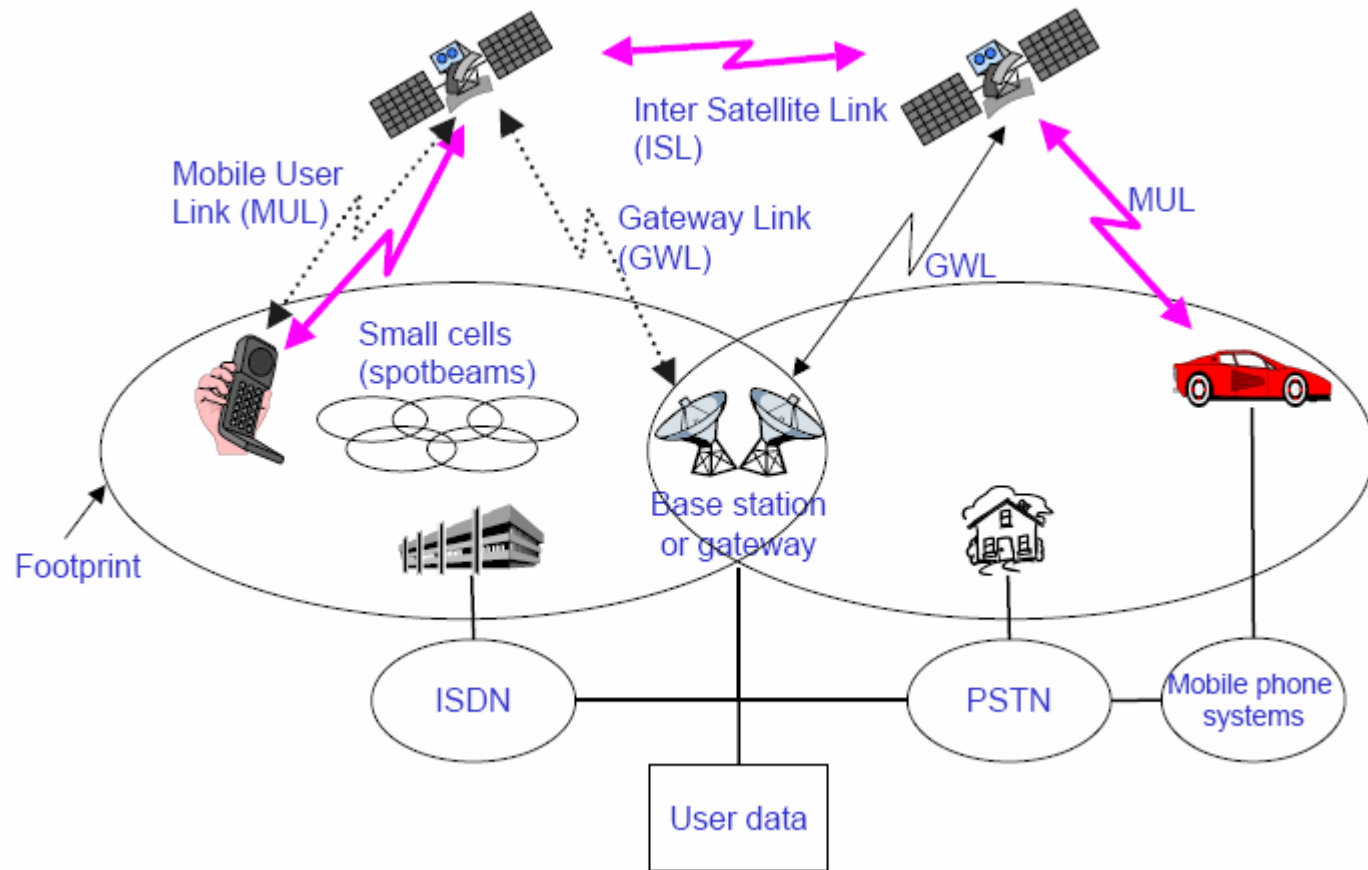 Inter Satellite Link
(ISL)
Mobile User
Link (MUL)
MUL
Gateway Link
(GWL)
GWL
Small cells
(spotbeams)
Base station
or gateway
Footprint
ISDN
PSTN
Mobile phone
systems
User data